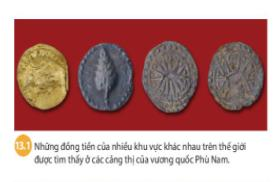 13.1 Những đồng tiền của nhiều khu vực khác nhau trên thế giới
được tìm thấy ở các cảng thị của vương quốc Phù Nam.